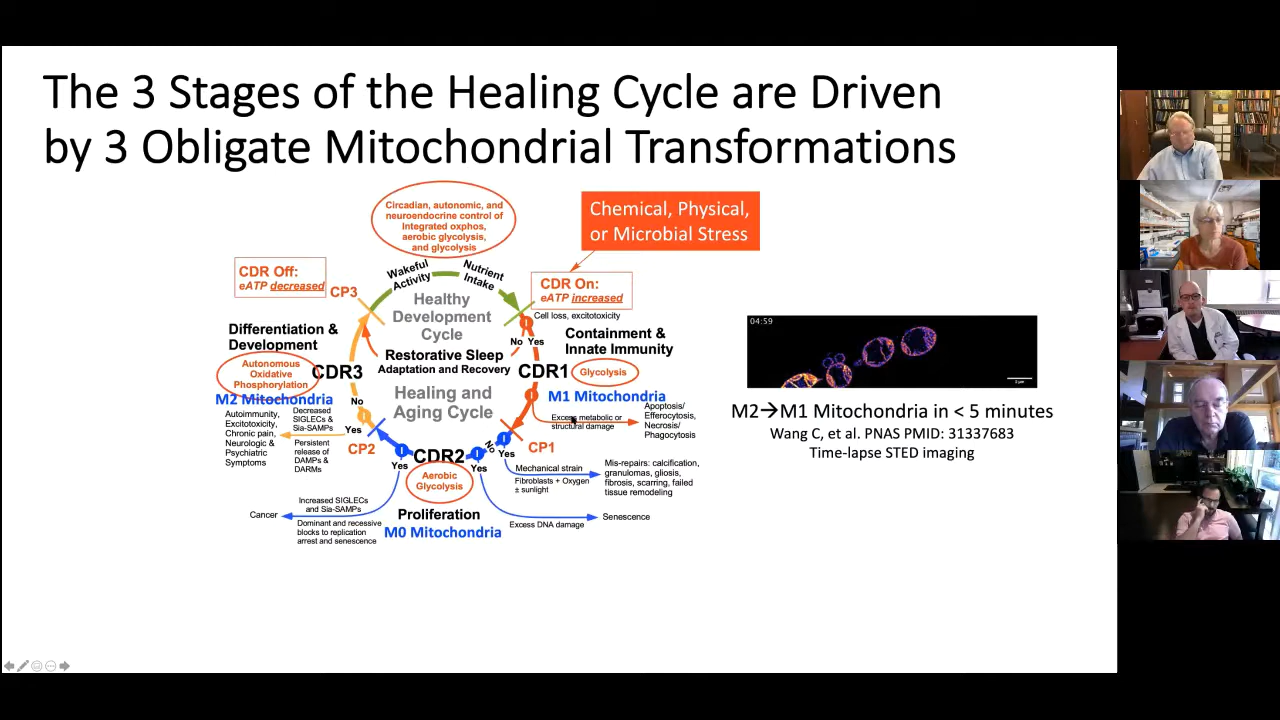 The 3 Stages of the Healing Cycle are Driven
by 3 Obligate Mitochondrial Transformations
Circadian, autonomic, and
neuroendocrine control of
Integrated oxphos,
aerobic glycolysis,
and glycolysis
Chemical, Physical,
or Microbial Stress
CDR Off:
eATP decreased
CP3
Wakeful
Activity
Nutrient
Intake
CDR On:
eATP increased
Healthy
Development
Cycle
Cell loss, excitotoxicity
No Yes
Differentiation &
Development
Containment &
Innate Immunity
Restorative Sleep
Adaptation and Recovery
Autonomous
Oxidative
Phosphorylation
CDR3
CDR1
Glycolysis
M2 Mitochondria
M1 Mitochondria
Healing and
Aging Cycle
No
Yes
Autoimmunity,
Excitotoxicity,
Chronic pain,
Neurologic &
Psychiatric
Symptoms
Decreased
SIGLECs &
Sia-SAMPs
Persistent
release of
DAMPs &
DARMs
Excess metabolic or
structural damage
Apoptosis/
Efferocytosis,
Necrosis/
Phagocytosis
CP2
CP1
CDR2
No
Yes
Yes
Yes
Aerobic
Glycolysis
Mechanical strain
Fibroblasts + Oxygen
± sunlight
Mis-repairs: calcification,
granulomas, gliosis,
fibrosis, scarring, failed
tissue remodeling
Increased SIGLECs
and Sia-SAMPs
Cancer
Dominant and recessive
blocks to replication
arrest and senescence
Proliferation
M0 Mitochondria
Excess DNA damage
Senescence
04:59
5 µm
M2→M1 Mitochondria in < 5 minutes
Wang C, et al. PNAS PMID: 31337683
Time-lapse STED imaging